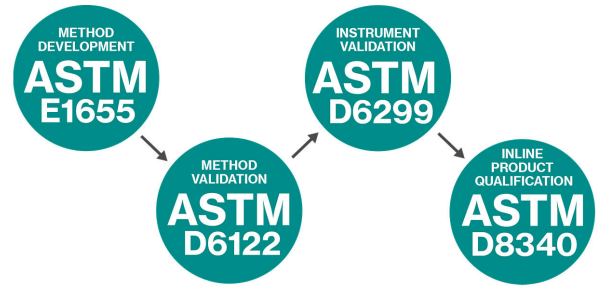 METHOD
DEVELOPMENT
ASTM
E1655
METHOD
VALIDATION
ASTM
D6122
INSTRUMENT
VALIDATION
ASTM
D6299
INLINE
PRODUCT
QUALIFICATION
ASTM
D8340